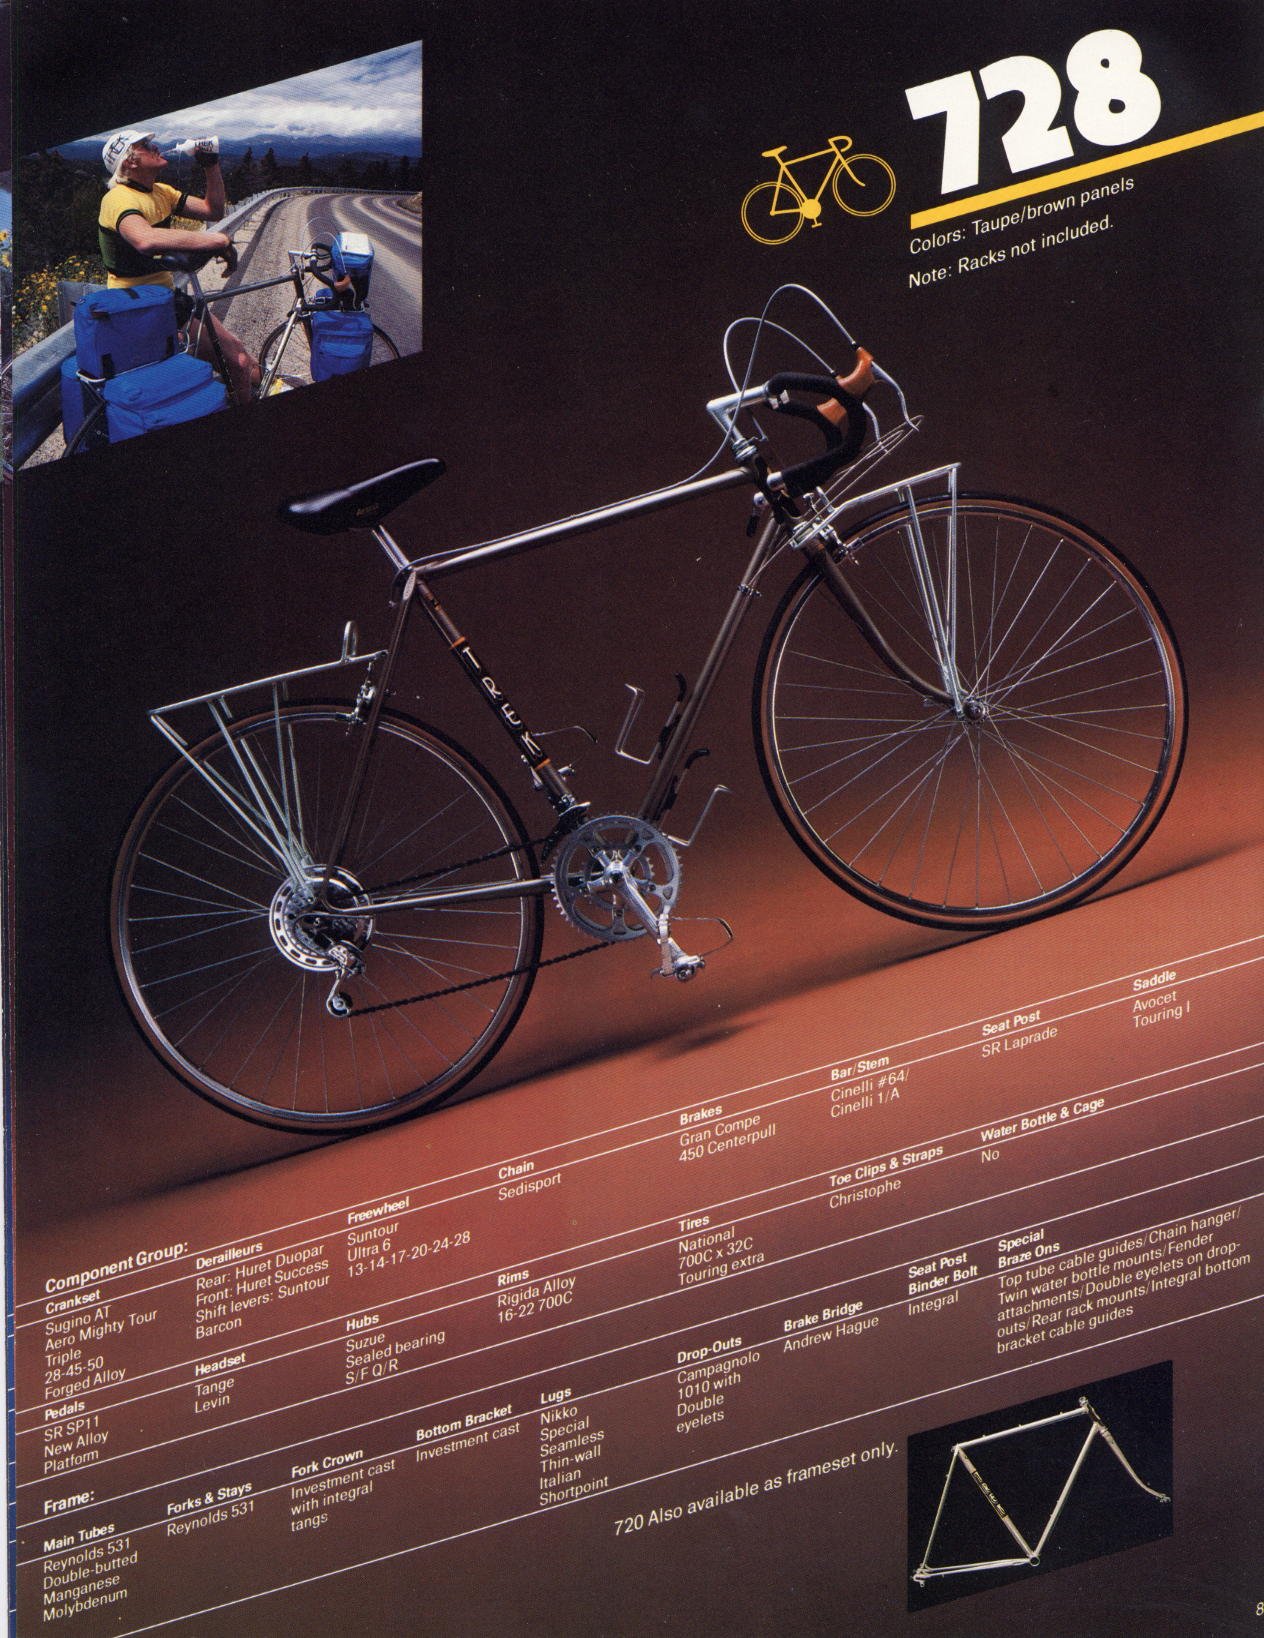 728
Colors: Taupe/brown panels
Note: Racks not included.
TREK
TREK
Component Group:
Crankset
Sugino AT
Aero Mighty Tour
Triple
28-45-50
Forged Alloy
Derailleurs
Rear: Huret Duopar
Front: Huret Success
Shift levers: Suntour
Barcon
Freewheel
Suntour
Ultra 6
13-14-17-20-24-28
Chain
Sedisport
Brakes
Gran Compe
450 Centerpull
Bar/Stem
Cinelli #64/
Cinelli 1/A
Seat Post
SR Laprade
Saddle
Avocet
Touring I
Pedals
SR SP11
New Alloy
Platform
Headset
Tange
Levin
Hubs
Suzue
Sealed bearing
S/F Q/R
Rims
Rigida Alloy
16-22 700C
Tires
National
700C x 32C
Touring extra
Toe Clips & Straps
Christophe
Water Bottle & Cage
No
Frame:
Main Tubes
Reynolds 531
Double-butted
Manganese
Molybdenum
Forks & Stays
Reynolds 531
Fork Crown
Investment cast
with integral
tangs
Bottom Bracket
Investment cast
Lugs
Nikko
Special
Seamless
Thin-wall
Italian
Shortpoint
Drop-Outs
Campagnolo
1010 with
Double
eyelets
Brake Bridge
Andrew Hague
Seat Post
Binder Bolt
Integral
Special
Braze Ons
Top tube cable guides/Chain hanger/
Twin water bottle mounts/Fender
attachments/Double eyelets on drop-
outs/Rear rack mounts/Integral bottom
bracket cable guides
720 Also available as frameset only.
8